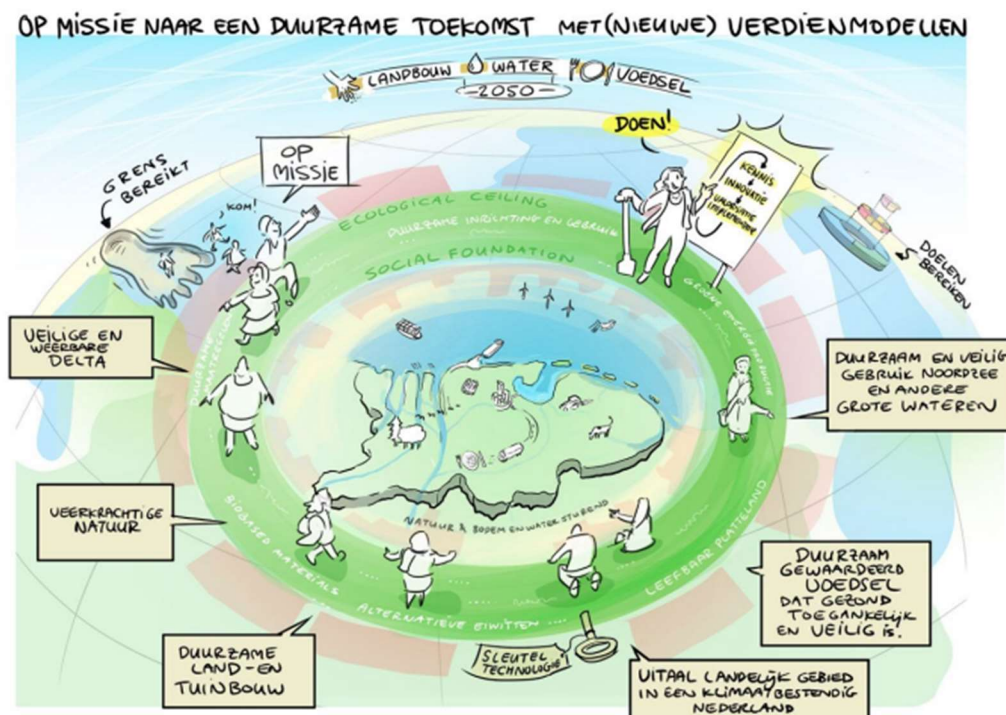 OP MISSIE NAAR EEN DUURZAME TOEKOMST MET (NIEUWE) VERDIENMODELLEN
LANDBOUW WATER VOEDSEL
2050
GRENS
BEREIKT
KOM!
OP
MISSIE
DOEN!
KENNIS
INNOVATIE
DOELEN
BEREIKEN
ECOLOGICAL CEILING
DUURZAME INRICHTING EN GEBRUIK
SOCIAL FOUNDATION
VEILIGE EN
WEERBARE
DELTA
DUURZAAM EN VEILIG
GEBRUIK NOORDZEE
EN ANDERE
GROTE WATEREN
VEERKRACHTIGE
NATUUR
NATUUR & BODEM EN WATER STUREND
BIOBASED MATERIALS
ALTERNATIEVE EIWITTEN
LEEFBAAR PLATTELAND
DUURZAAM
GEWAARDEERD
VOEDSEL
DAT GEZOND
TOEGANKELIJK
EN VEILIG IS.
DUURZAME
LAND-EN
TUINBOUW
SLEUTEL
TECHNOLOGIE
VITAAL LANDELIJK GEBIED
IN EEN KLIMAATBESTENDIG
NEDERLAND